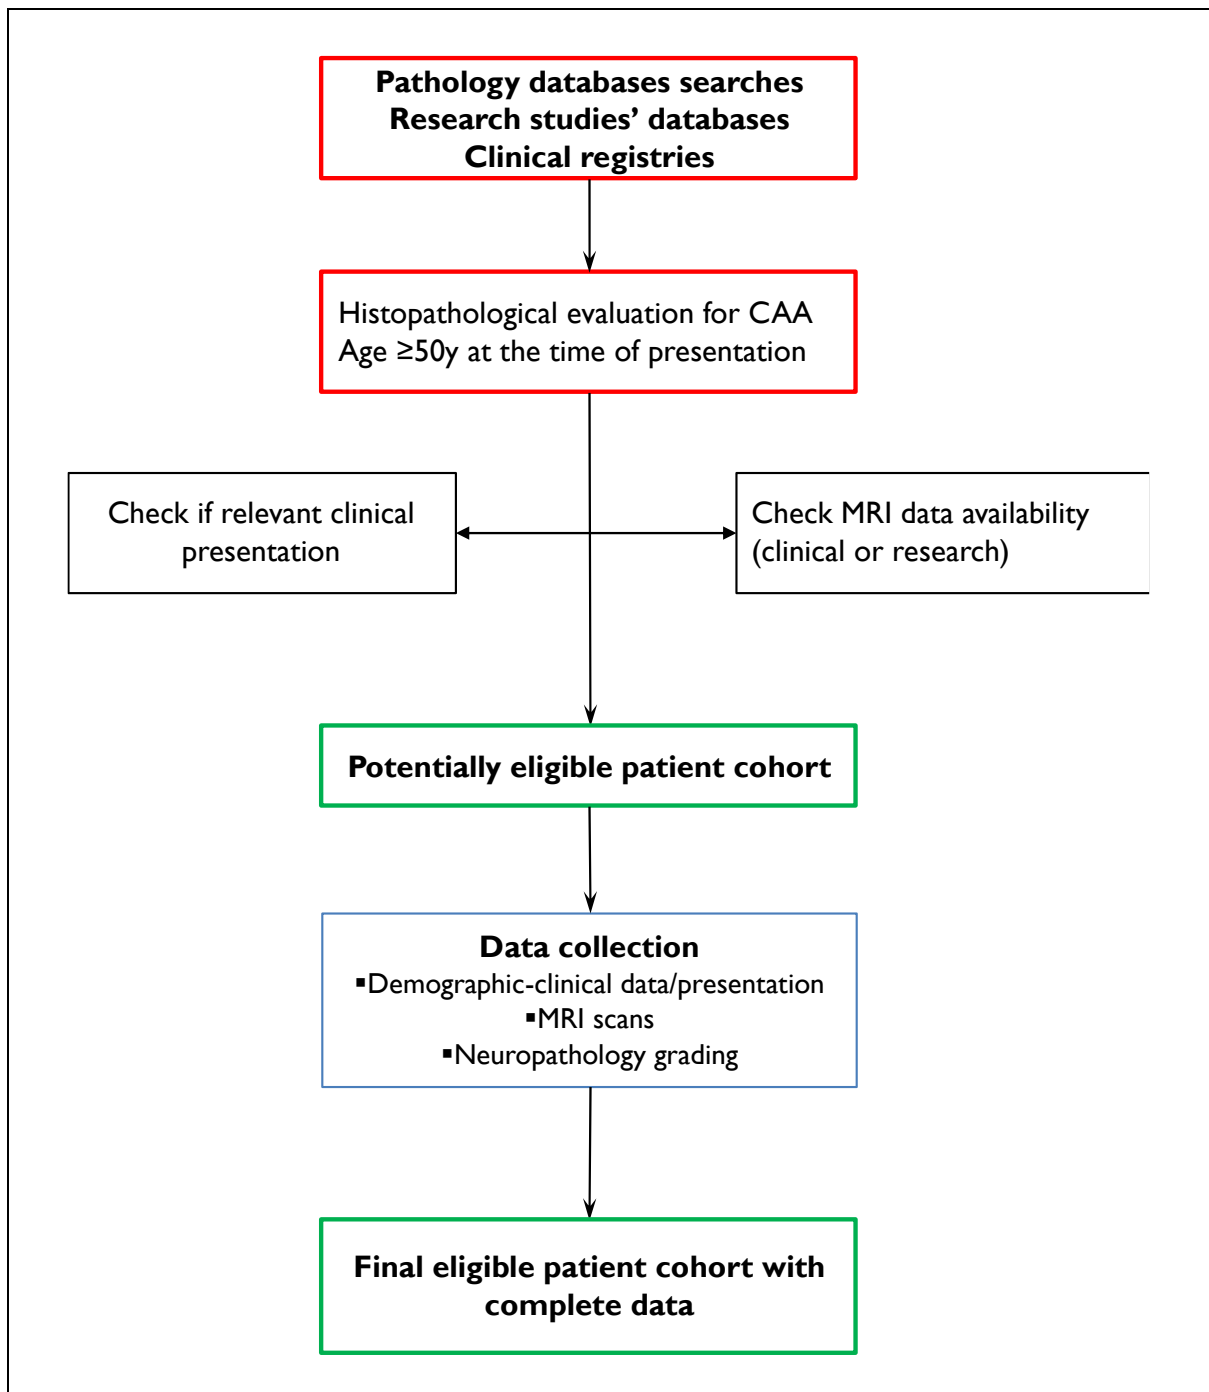 Pathology databases searches
Research studies’ databases
Clinical registries
Histopathological evaluation for CAA
Age ≥50y at the time of presentation
Check if relevant clinical
presentation
Check MRI data availability
(clinical or research)
Potentially eligible patient cohort
Data collection
▪Demographic-clinical data/presentation
▪MRI scans
▪Neuropathology grading
Final eligible patient cohort with
complete data